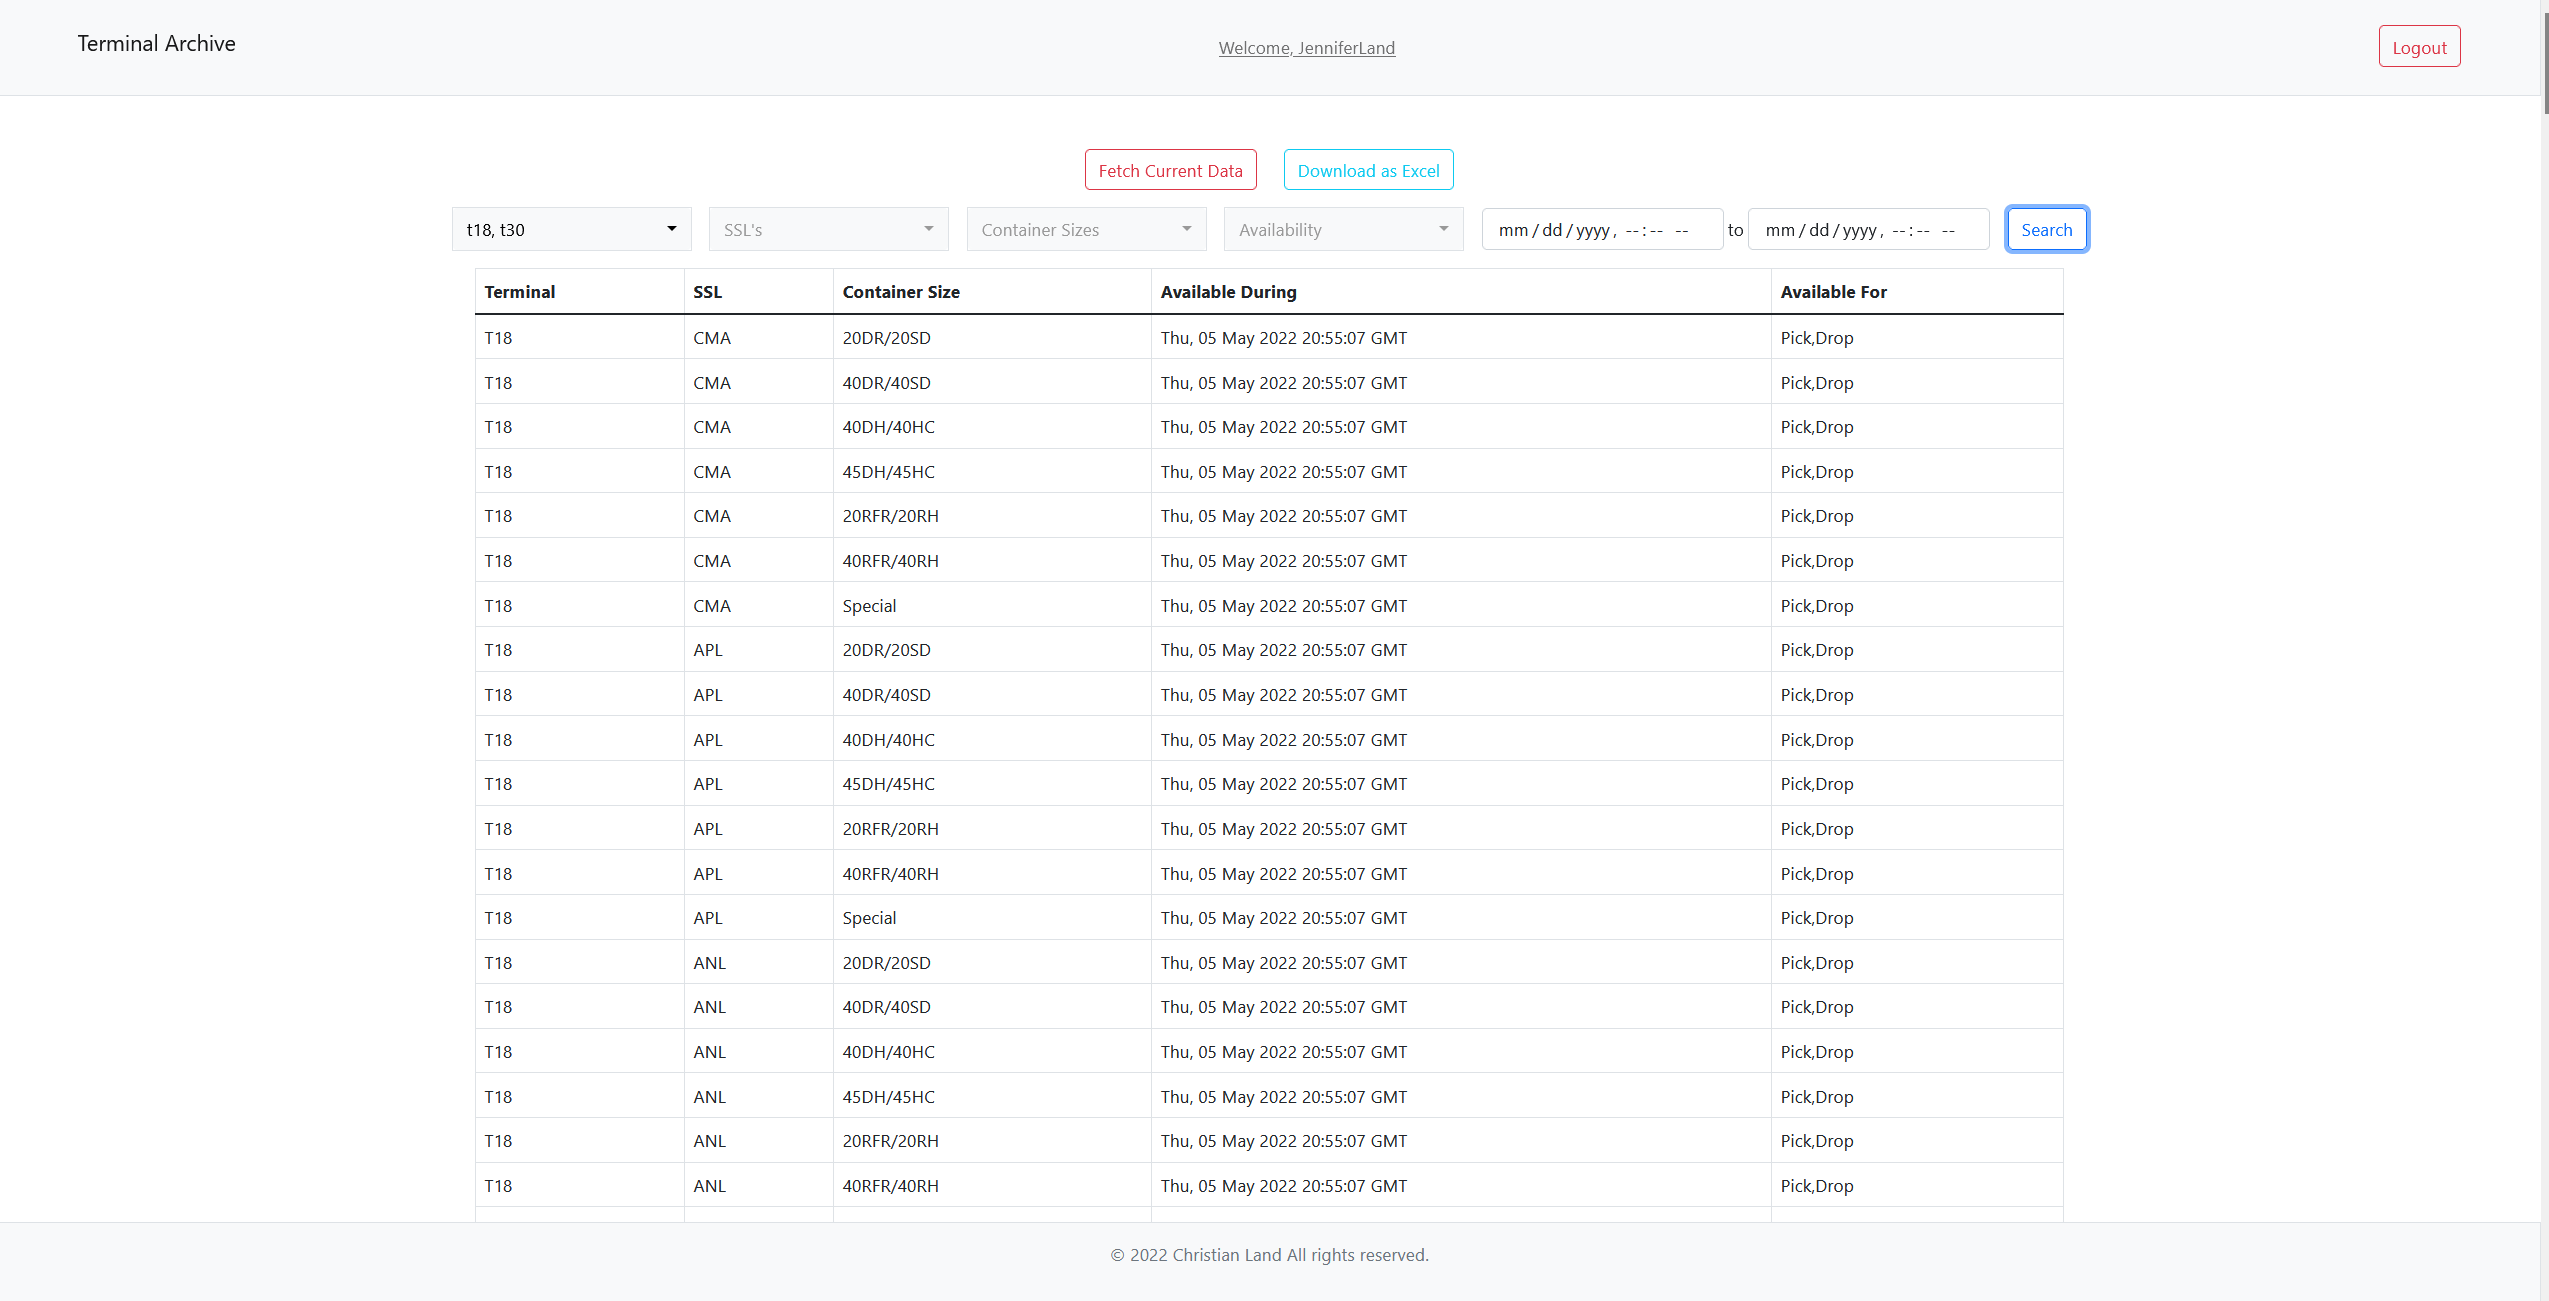 Terminal Archive
Welcome, JenniferLand
Logout
Fetch Current Data Download as Excel
t18, t30 SSL's Container Sizes Availability mm/dd/yyyy, --:-- -- to mm/dd/yyyy, --:-- -- Search
Terminal SSL Container Size Available During Available For
T18 CMA 20DR/20SD Thu, 05 May 2022 20:55:07 GMT Pick,Drop
T18 CMA 40DR/40SD Thu, 05 May 2022 20:55:07 GMT Pick,Drop
T18 CMA 40DH/40HC Thu, 05 May 2022 20:55:07 GMT Pick,Drop
T18 CMA 45DH/45HC Thu, 05 May 2022 20:55:07 GMT Pick,Drop
T18 CMA 20RFR/20RH Thu, 05 May 2022 20:55:07 GMT Pick,Drop
T18 CMA 40RFR/40RH Thu, 05 May 2022 20:55:07 GMT Pick,Drop
T18 CMA Special Thu, 05 May 2022 20:55:07 GMT Pick,Drop
T18 APL 20DR/20SD Thu, 05 May 2022 20:55:07 GMT Pick,Drop
T18 APL 40DR/40SD Thu, 05 May 2022 20:55:07 GMT Pick,Drop
T18 APL 40DH/40HC Thu, 05 May 2022 20:55:07 GMT Pick,Drop
T18 APL 45DH/45HC Thu, 05 May 2022 20:55:07 GMT Pick,Drop
T18 APL 20RFR/20RH Thu, 05 May 2022 20:55:07 GMT Pick,Drop
T18 APL 40RFR/40RH Thu, 05 May 2022 20:55:07 GMT Pick,Drop
T18 APL Special Thu, 05 May 2022 20:55:07 GMT Pick,Drop
T18 ANL 20DR/20SD Thu, 05 May 2022 20:55:07 GMT Pick,Drop
T18 ANL 40DR/40SD Thu, 05 May 2022 20:55:07 GMT Pick,Drop
T18 ANL 40DH/40HC Thu, 05 May 2022 20:55:07 GMT Pick,Drop
T18 ANL 45DH/45HC Thu, 05 May 2022 20:55:07 GMT Pick,Drop
T18 ANL 20RFR/20RH Thu, 05 May 2022 20:55:07 GMT Pick,Drop
T18 ANL 40RFR/40RH Thu, 05 May 2022 20:55:07 GMT Pick,Drop
© 2022 Christian Land All rights reserved.